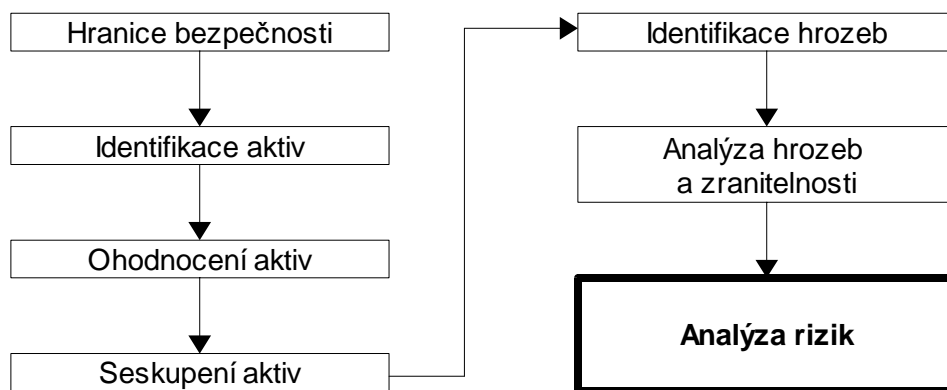 Hranice bezpečnosti
Identifikace aktiv
Ohodnocení aktiv
Seskupení aktiv
Identifikace hrozeb
Analýza hrozeb
a zranitelnosti
Analýza rizik